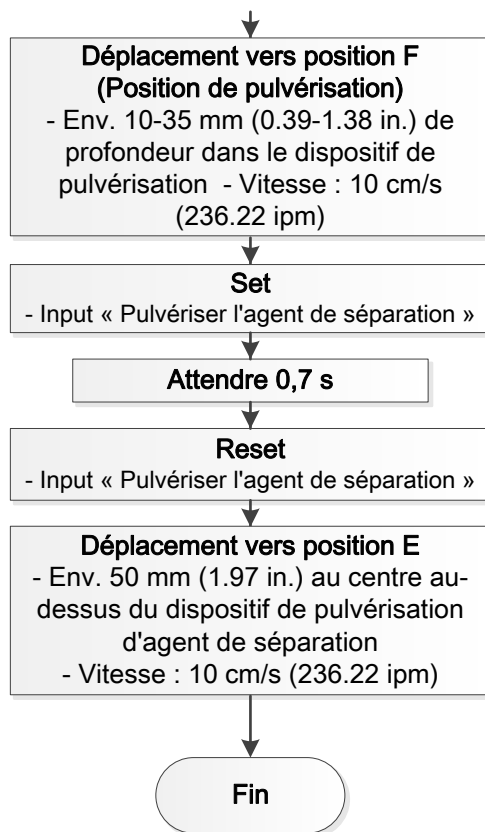 Déplacement vers position F
(Position de pulvérisation)
- Env. 10-35 mm (0.39-1.38 in.) de
profondeur dans le dispositif de
pulvérisation - Vitesse : 10 cm/s
(236.22 ipm)
Set
- Input « Pulvériser l'agent de séparation »
Attendre 0,7 s
Reset
- Input « Pulvériser l'agent de séparation »
Déplacement vers position E
- Env. 50 mm (1.97 in.) au centre au-
dessus du dispositif de pulvérisation
d'agent de séparation
- Vitesse : 10 cm/s (236.22 ipm)
Fin